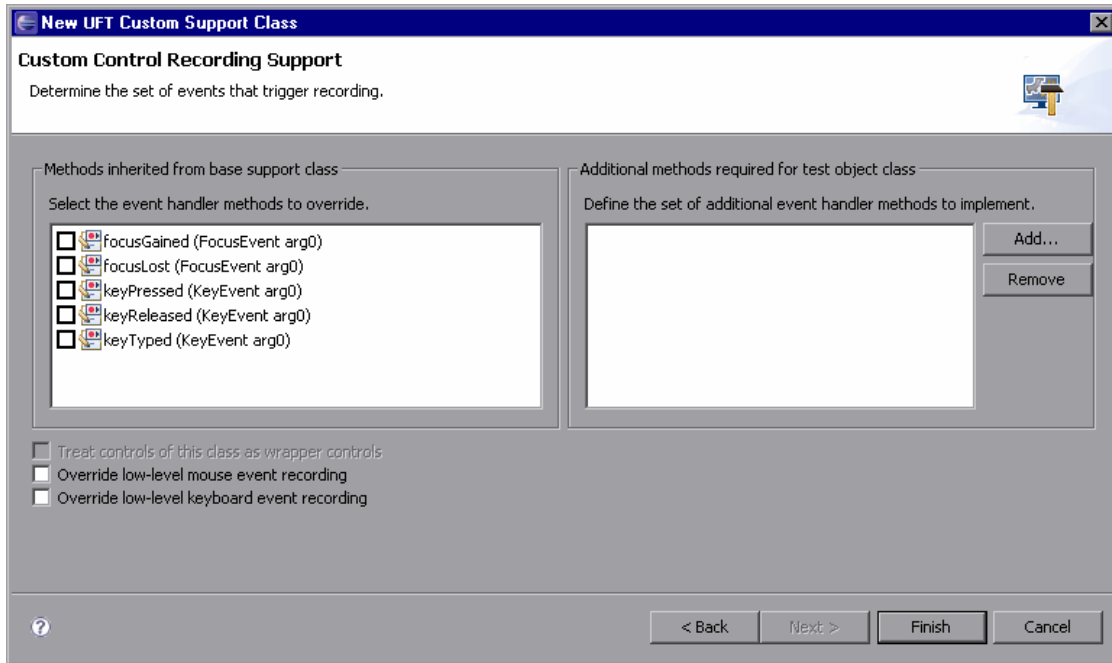 New UFT Custom Support Class
Custom Control Recording Support
Determine the set of events that trigger recording.
Methods inherited from base support class
Select the event handler methods to override.
focusGained (FocusEvent arg0)
focusLost (FocusEvent arg0)
keyPressed (KeyEvent arg0)
keyReleased (KeyEvent arg0)
keyTyped (KeyEvent arg0)
Additional methods required for test object class
Define the set of additional event handler methods to implement.
Add...
Remove
Treat controls of this class as wrapper controls
Override low-level mouse event recording
Override low-level keyboard event recording
?
< Back
Next >
Finish
Cancel